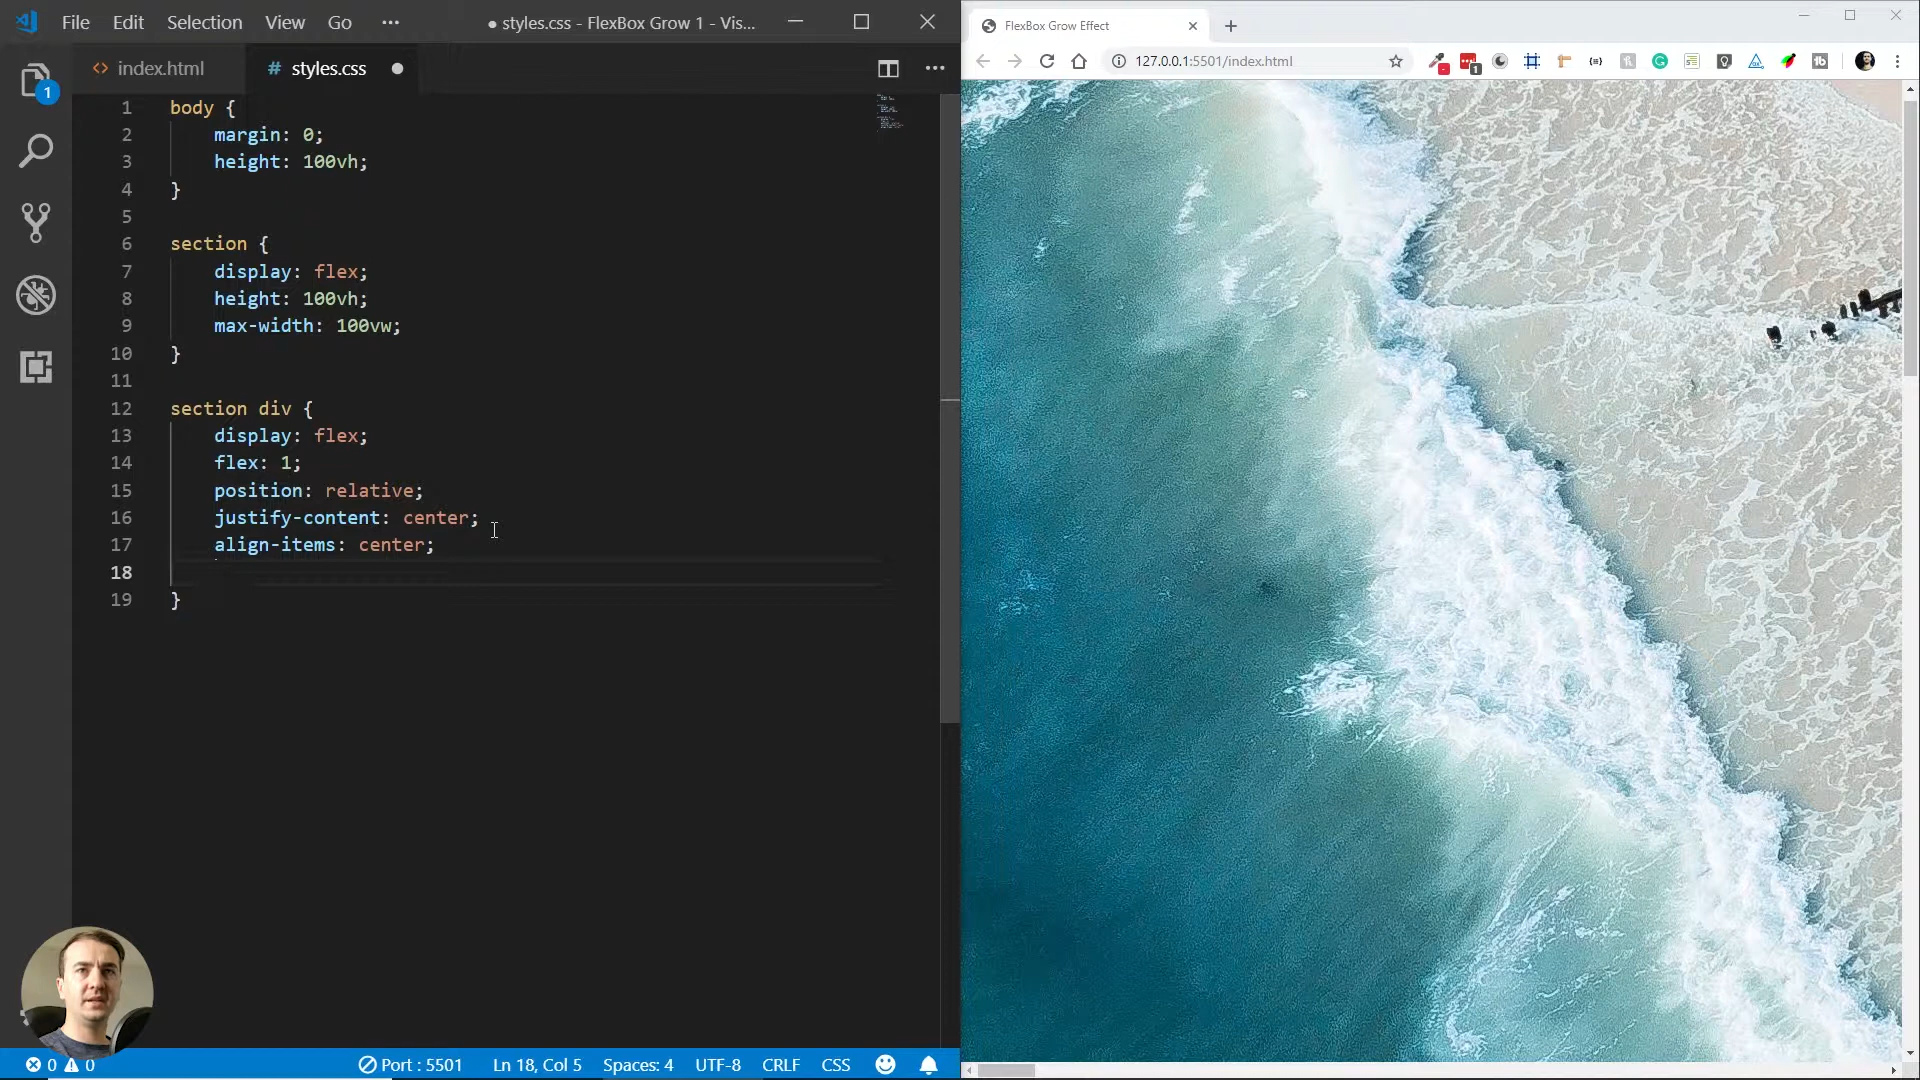 File Edit Selection View Go ··· ● styles.css - FlexBox Grow 1 - Vis...
FlexBox Grow Effect
127.0.0.1:5501/index.html
index.html
# styles.css
1
1
1 body {
2 margin: 0;
3 height: 100vh;
4 }
5
6 section {
7 display: flex;
8 height: 100vh;
9 max-width: 100vw;
10 }
11
12 section div {
13 display: flex;
14 flex: 1;
15 position: relative;
16 justify-content: center;
17 align-items: center;
18
19 }
0 0 Port : 5501 Ln 18, Col 5 Spaces: 4 UTF-8 CRLF CSS